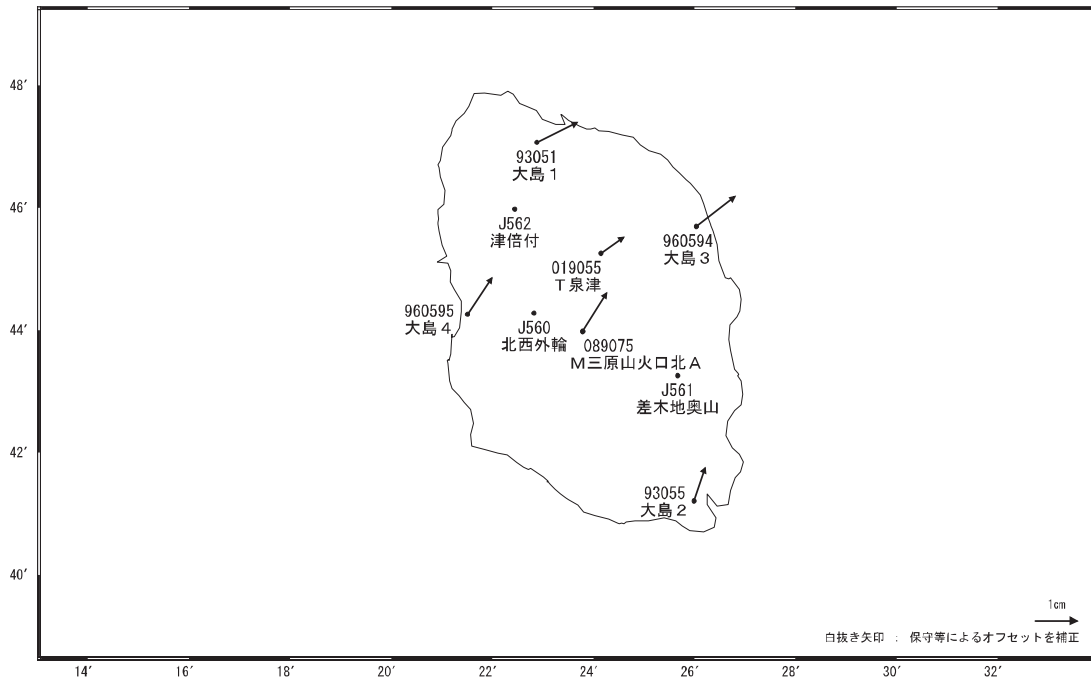 48′
93051
大島１
46′
J562
津倍付
960594
大島３
019055
Ｔ泉津
960595
大島４
44′
J560
北西外輪
089075
Ｍ三原山火口北Ａ
J561
差木地奥山
42′
93055
大島２
40′
1cm
白抜き矢印 : 保守等によるオフセットを補正
14′ 16′ 18′ 20′ 22′ 24′ 26′ 28′ 30′ 32′